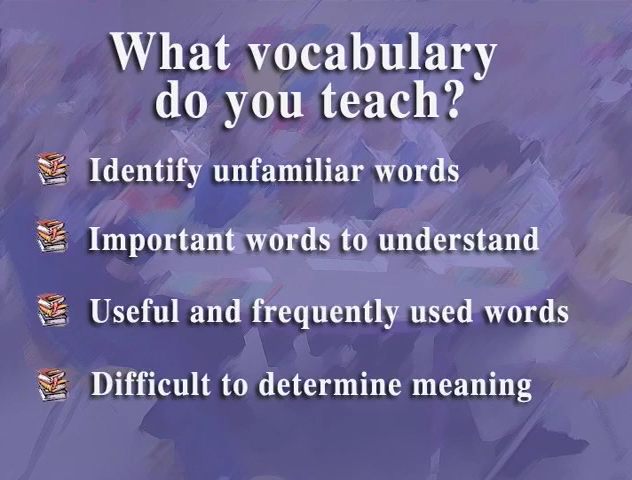 What vocabulary
do you teach?
Identify unfamiliar words
Important words to understand
Useful and frequently used words
Difficult to determine meaning